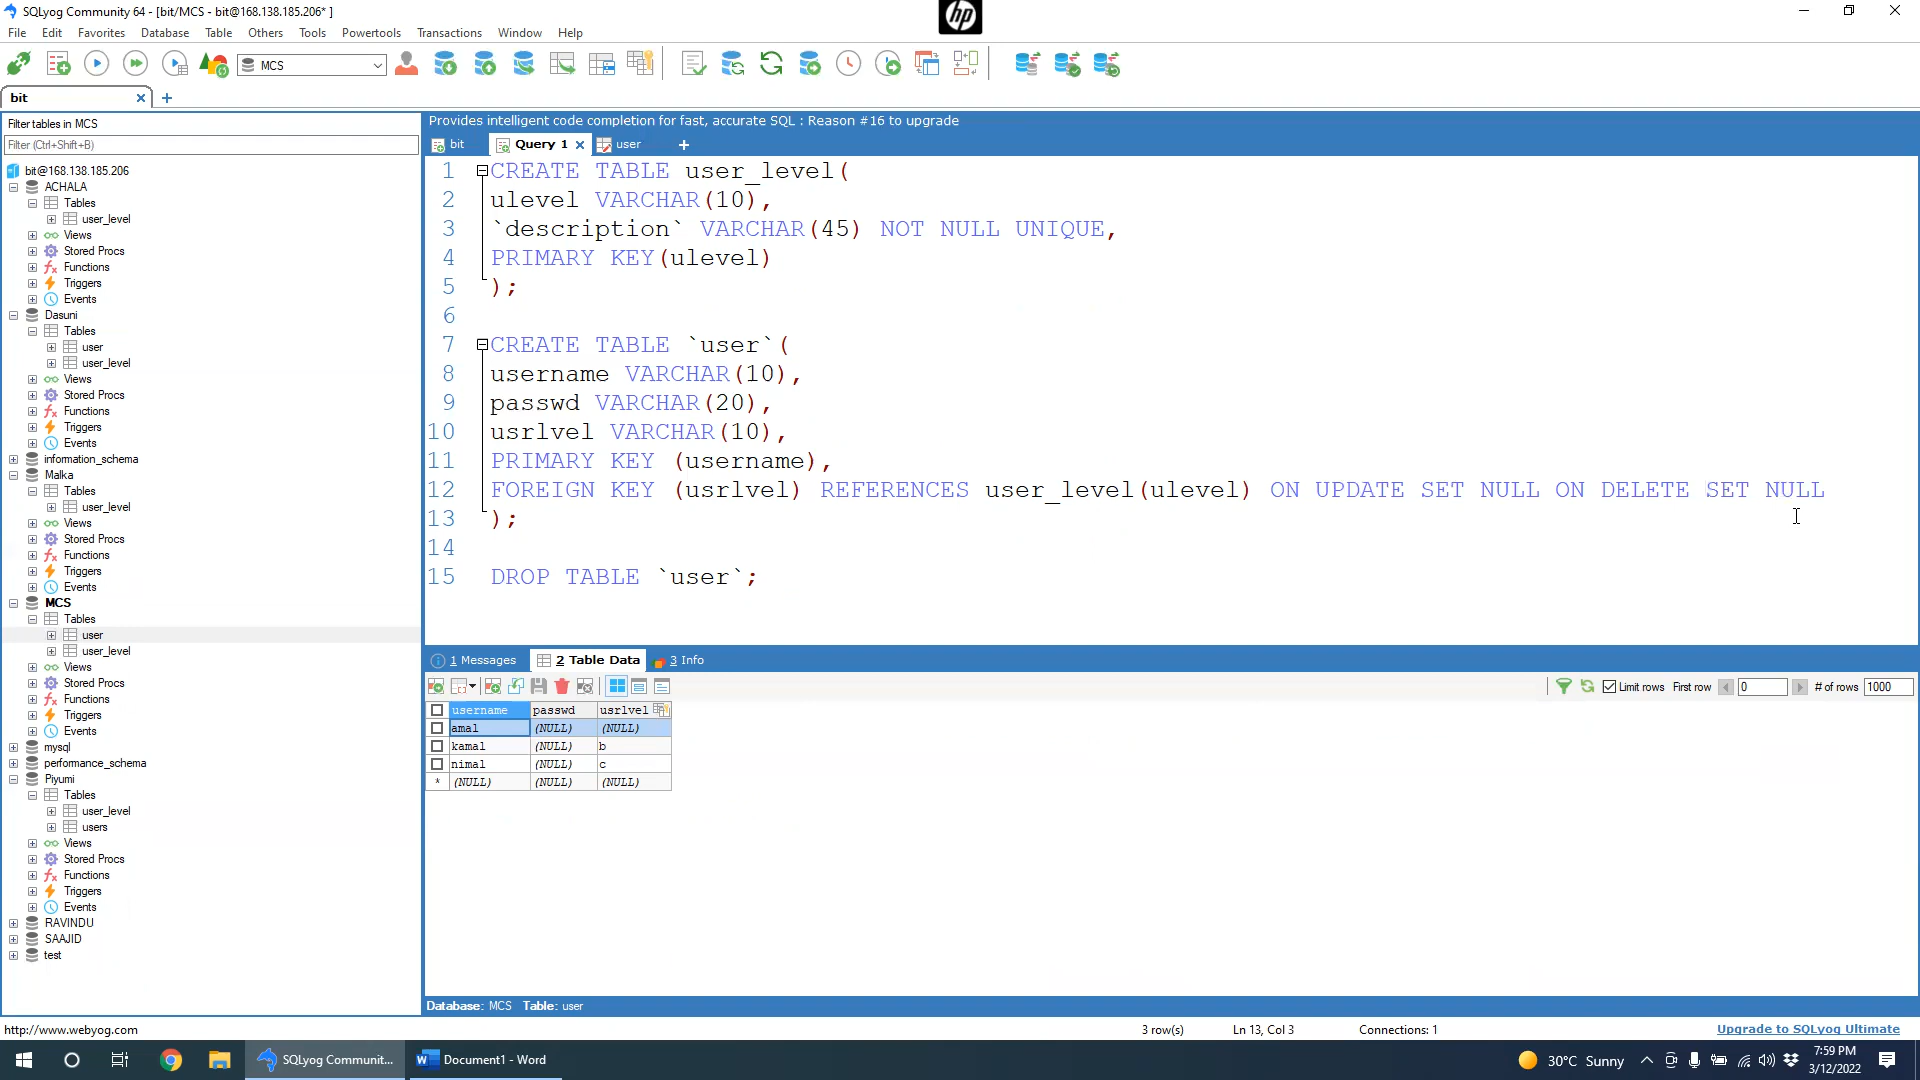 SQLyog Community 64 - [bit/MCS - bit@168.138.185.206* ]
hp
File Edit Favorites Database Table Others Tools Powertools Transactions Window Help
MCS
bit
Filter tables in MCS
Filter (Ctrl+Shift+B)
bit@168.138.185.206
ACHALA
Tables
user_level
Views
Stored Procs
Functions
Triggers
Events
Dasuni
Tables
user
user_level
Views
Stored Procs
Functions
Triggers
Events
information_schema
Malka
Tables
user_level
Views
Stored Procs
Functions
Triggers
Events
MCS
Tables
user
user_level
Views
Stored Procs
Functions
Triggers
Events
mysql
performance_schema
Piyumi
Tables
user_level
users
Views
Stored Procs
Functions
Triggers
Events
RAVINDU
SAAJID
test
Provides intelligent code completion for fast, accurate SQL : Reason #16 to upgrade
bit Query 1 user
1 CREATE TABLE user_level(
2 ulevel VARCHAR(10),
3 `description` VARCHAR(45) NOT NULL UNIQUE,
4 PRIMARY KEY(ulevel)
5 );
6
7 CREATE TABLE `user`(
8 username VARCHAR(10),
9 passwd VARCHAR(20),
10 usrlvel VARCHAR(10),
11 PRIMARY KEY (username),
12 FOREIGN KEY (usrlvel) REFERENCES user_level(ulevel) ON UPDATE SET NULL ON DELETE SET NULL
13 );
14
15 DROP TABLE `user`;
1 Messages 2 Table Data 3 Info
Limit rows First row 0 # of rows 1000
username passwd usrlvel
amal (NULL) (NULL)
kamal (NULL) b
nimal (NULL) c
* (NULL) (NULL) (NULL)
Database: MCS Table: user
http://www.webyog.com 3 row(s) Ln 13, Col 3 Connections: 1 Upgrade to SQLyog Ultimate
SQLyog Communit... Document1 - Word 30°C Sunny 7:59 PM
3/12/2022